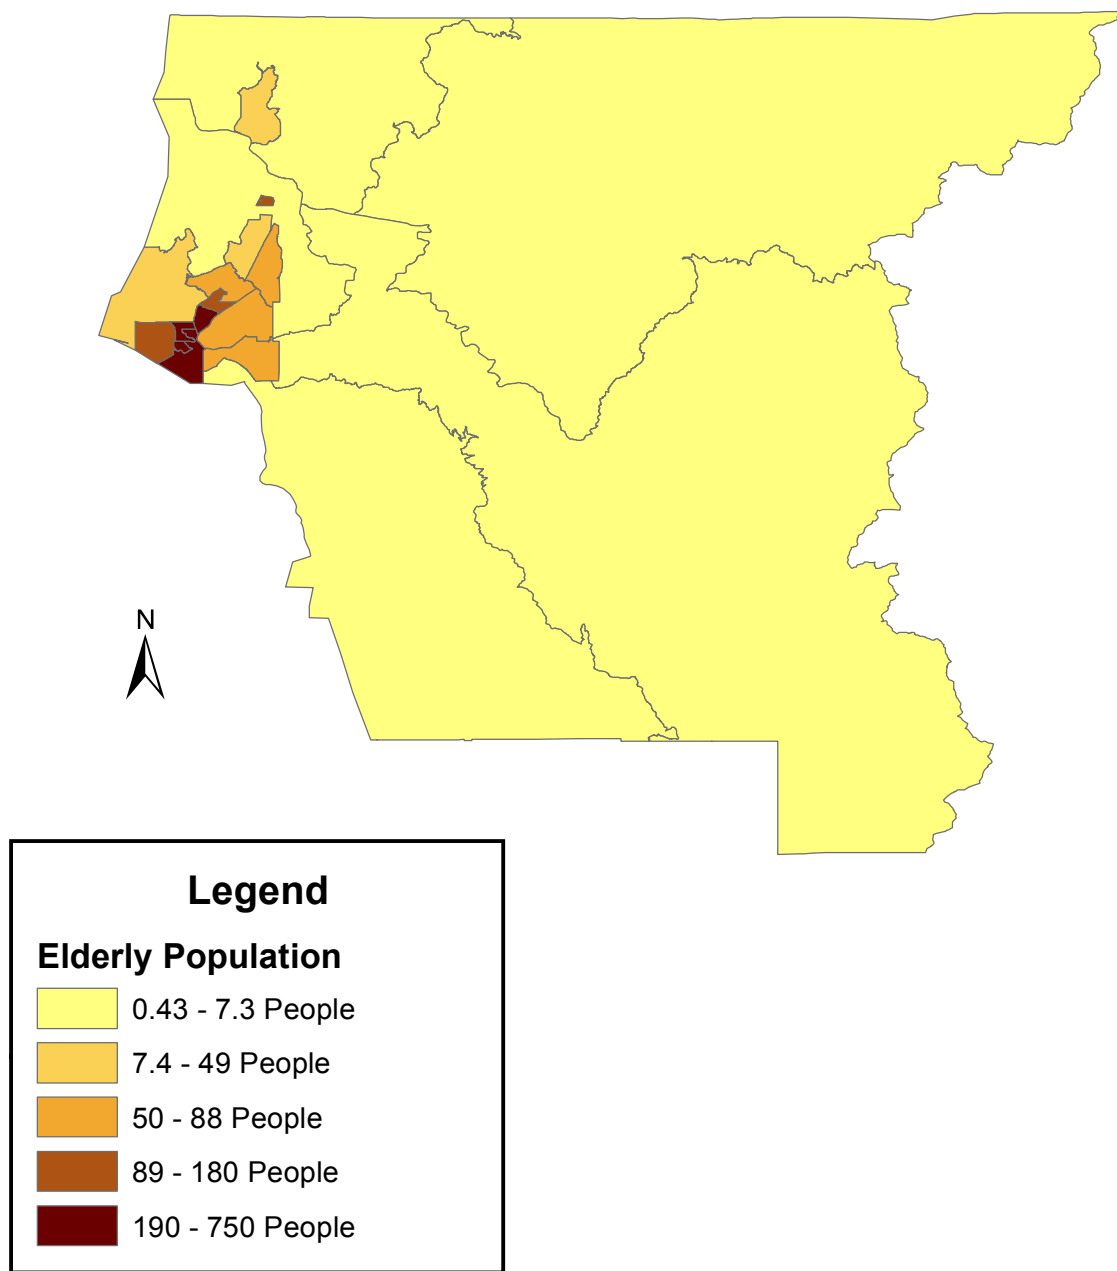 N
Legend
Elderly Population
0.43 - 7.3 People
7.4 - 49 People
50 - 88 People
89 - 180 People
190 - 750 People